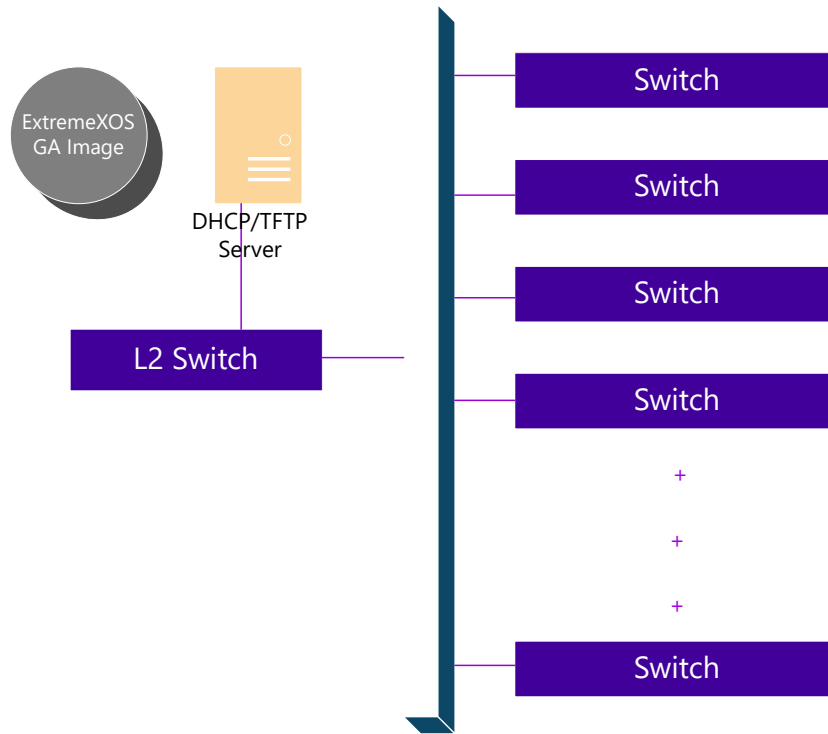 ExtremeXOS
GA Image
DHCP/TFTP
Server
L2 Switch
Switch
Switch
Switch
Switch
+
+
+
Switch